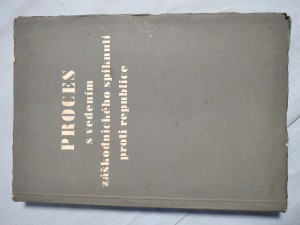 PROCES
s vedením
záškodnického spiknutí
proti republice